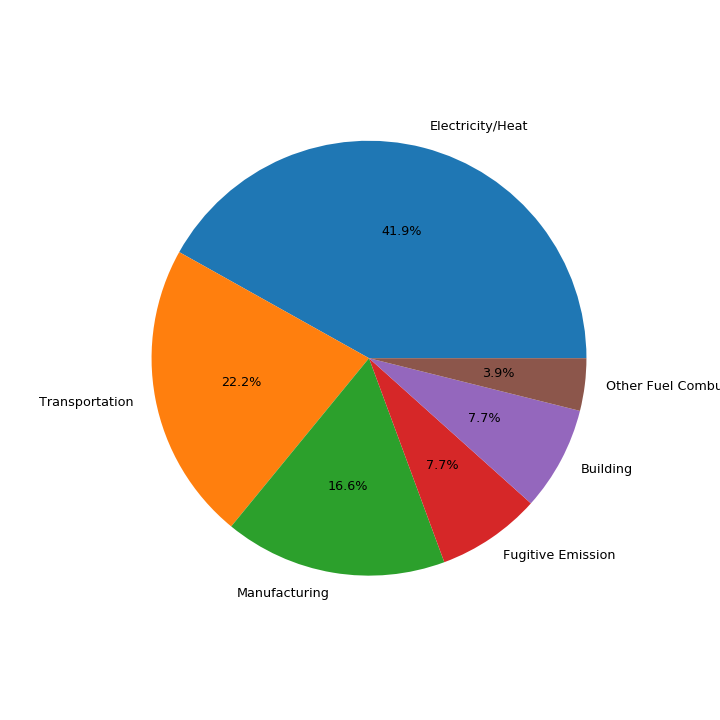 Electricity/Heat
41.9%
Transportation
22.2%
Manufacturing
16.6%
Fugitive Emission
7.7%
Building
7.7%
Other Fuel Combu
3.9%